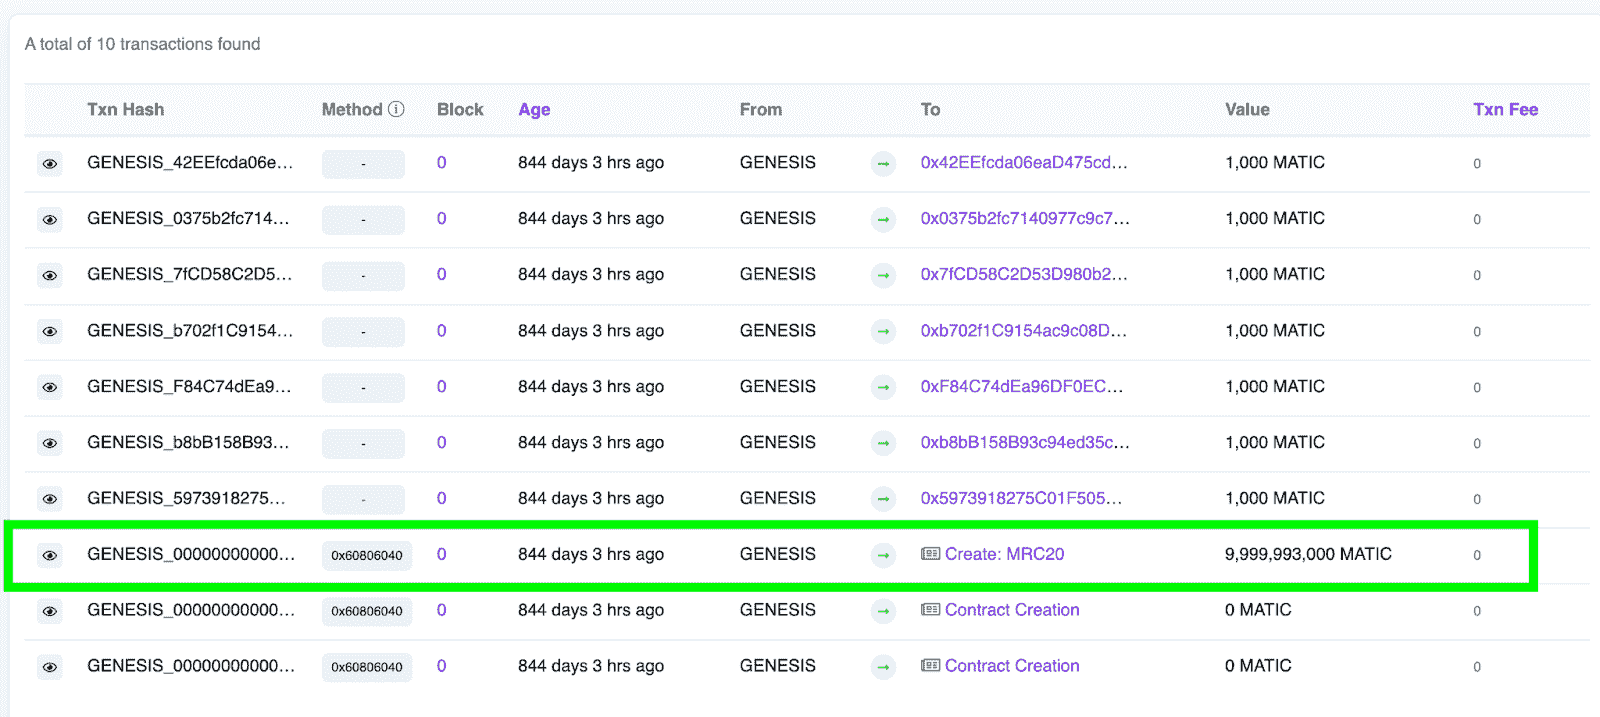 A total of 10 transactions found
Txn Hash Method Block Age From To Value Txn Fee
GENESIS_42EEfcda06e... - 0 844 days 3 hrs ago GENESIS 0x42EEfcda06eaD475cd... 1,000 MATIC 0
GENESIS_0375b2fc714... - 0 844 days 3 hrs ago GENESIS 0x0375b2fc7140977c9c7... 1,000 MATIC 0
GENESIS_7fCD58C2D5... - 0 844 days 3 hrs ago GENESIS 0x7fCD58C2D53D980b2... 1,000 MATIC 0
GENESIS_b702f1C9154... - 0 844 days 3 hrs ago GENESIS 0xb702f1C9154ac9c08D... 1,000 MATIC 0
GENESIS_F84C74dEa9... - 0 844 days 3 hrs ago GENESIS 0xF84C74dEa96DF0EC... 1,000 MATIC 0
GENESIS_b8bB158B93... - 0 844 days 3 hrs ago GENESIS 0xb8bB158B93c94ed35c... 1,000 MATIC 0
GENESIS_5973918275... - 0 844 days 3 hrs ago GENESIS 0x5973918275C01F505... 1,000 MATIC 0
GENESIS_00000000000... 0x60806040 0 844 days 3 hrs ago GENESIS Create: MRC20 9,999,993,000 MATIC 0
GENESIS_00000000000... 0x60806040 0 844 days 3 hrs ago GENESIS Contract Creation 0 MATIC 0
GENESIS_00000000000... 0x60806040 0 844 days 3 hrs ago GENESIS Contract Creation 0 MATIC 0